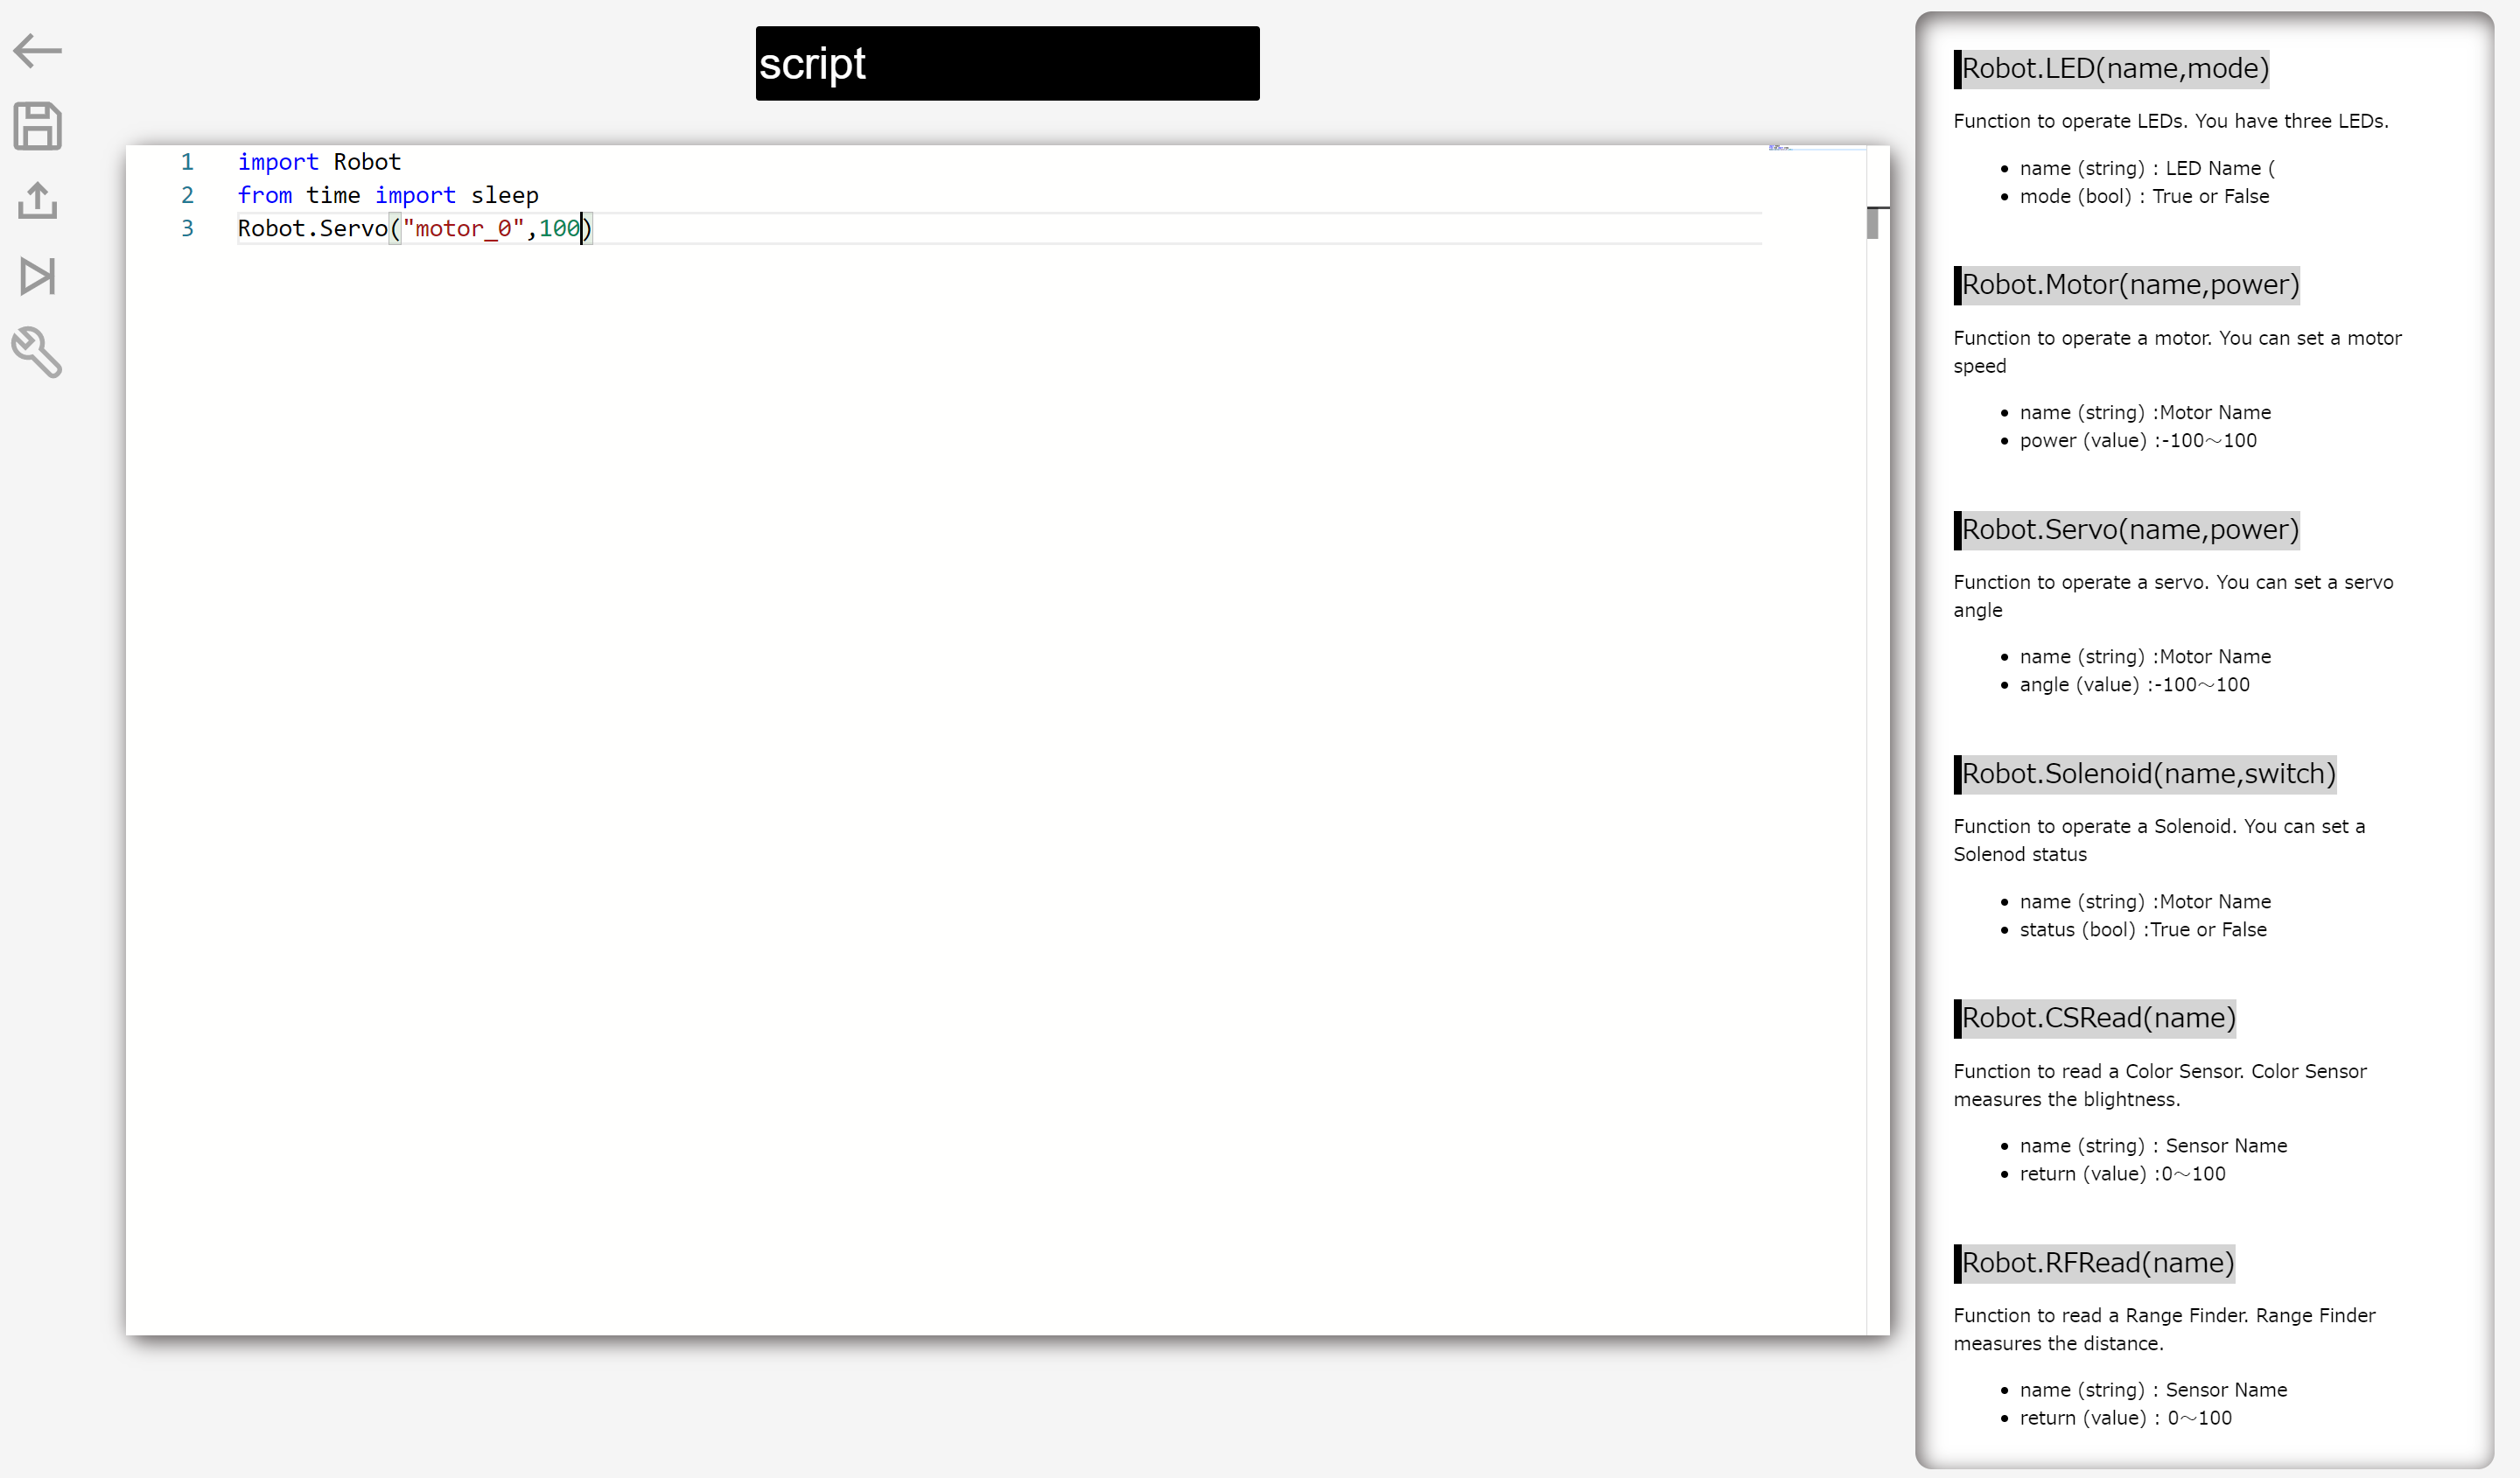 script
1 import Robot
2 from time import sleep
3 Robot.Servo("motor_0",100)
Robot.LED(name,mode)
Function to operate LEDs. You have three LEDs.
• name (string) : LED Name (
• mode (bool) : True or False
Robot.Motor(name,power)
Function to operate a motor. You can set a motor
speed
• name (string) :Motor Name
• power (value) :-100～100
Robot.Servo(name,power)
Function to operate a servo. You can set a servo
angle
• name (string) :Motor Name
• angle (value) :-100～100
Robot.Solenoid(name,switch)
Function to operate a Solenoid. You can set a
Solenod status
• name (string) :Motor Name
• status (bool) :True or False
Robot.CSRead(name)
Function to read a Color Sensor. Color Sensor
measures the blightness.
• name (string) : Sensor Name
• return (value) :0～100
Robot.RFRead(name)
Function to read a Range Finder. Range Finder
measures the distance.
• name (string) : Sensor Name
• return (value) : 0～100